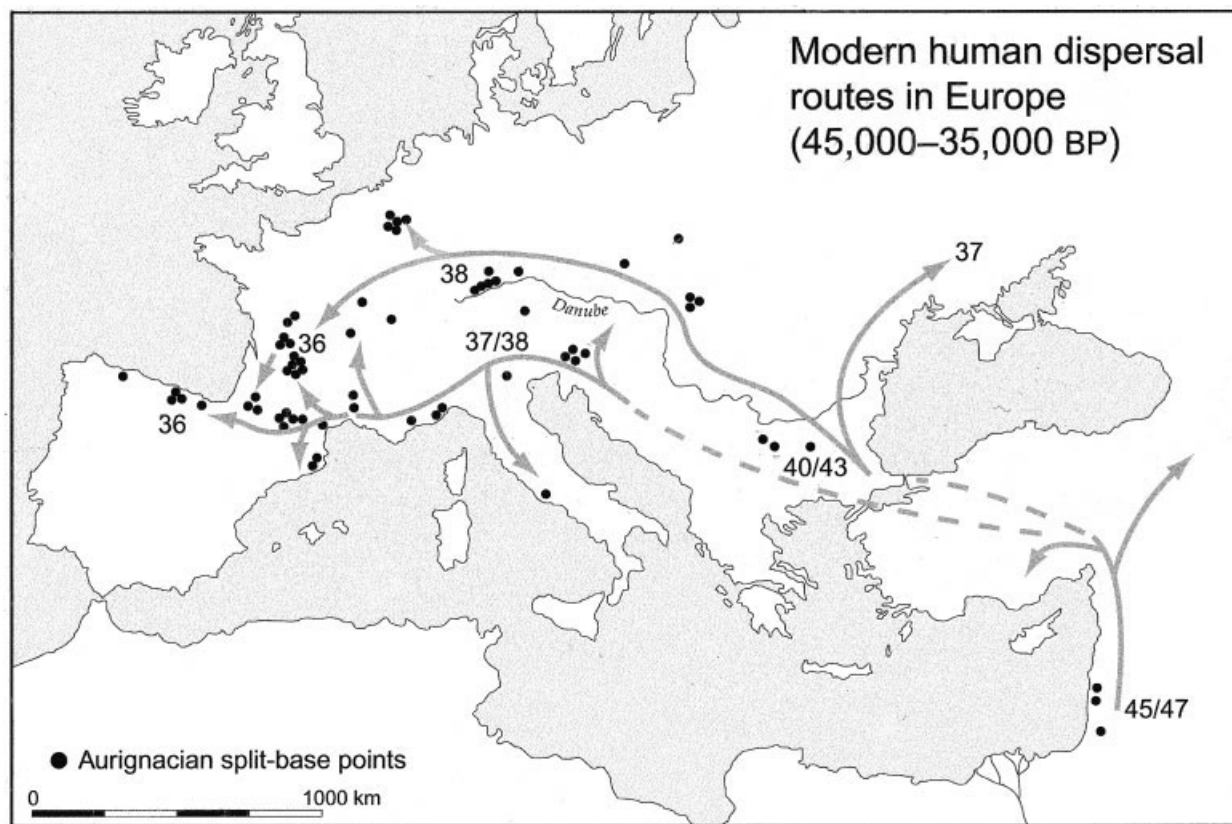 Modern human dispersal
routes in Europe
(45,000–35,000 BP)
37
38
Danube
36
37/38
36
40/43
45/47
Aurignacian split-base points
0 1000 km